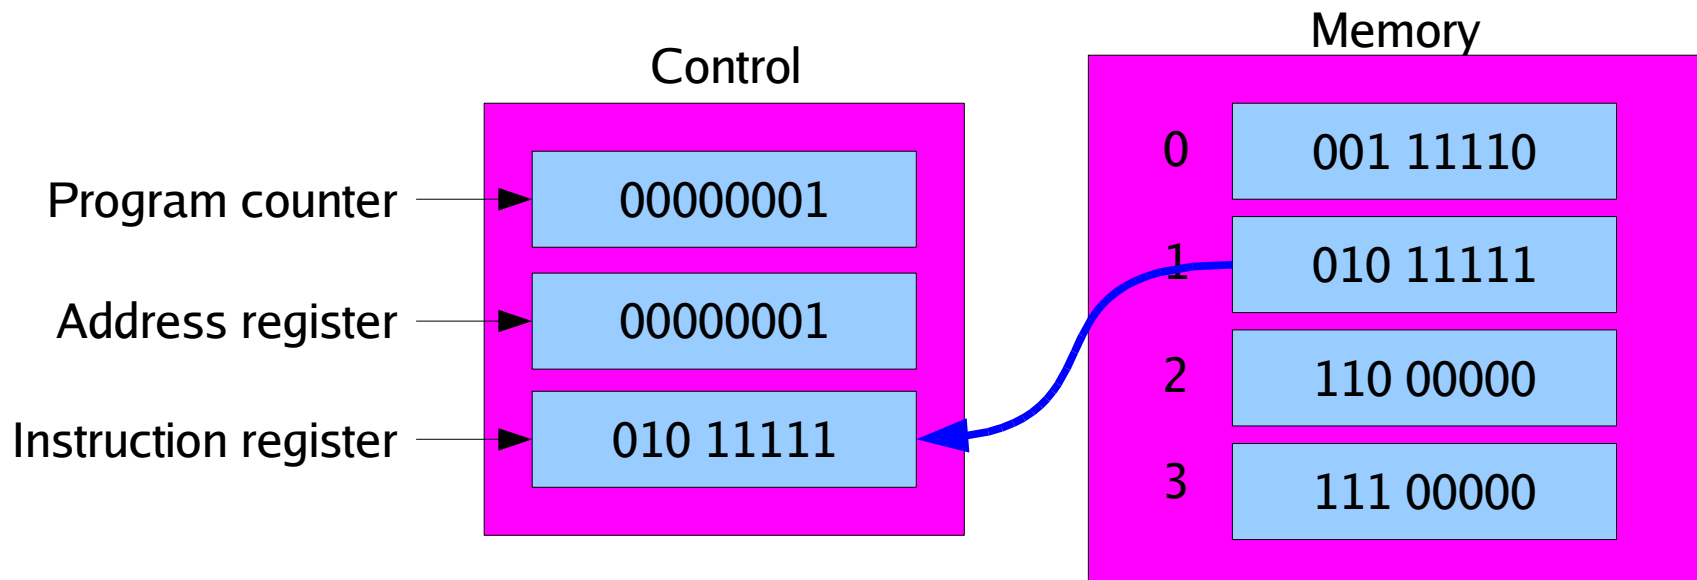 Control
Program counter
00000001
Address register
00000001
Instruction register
010 11111
Memory
0
001 11110
1
010 11111
2
110 00000
3
111 00000